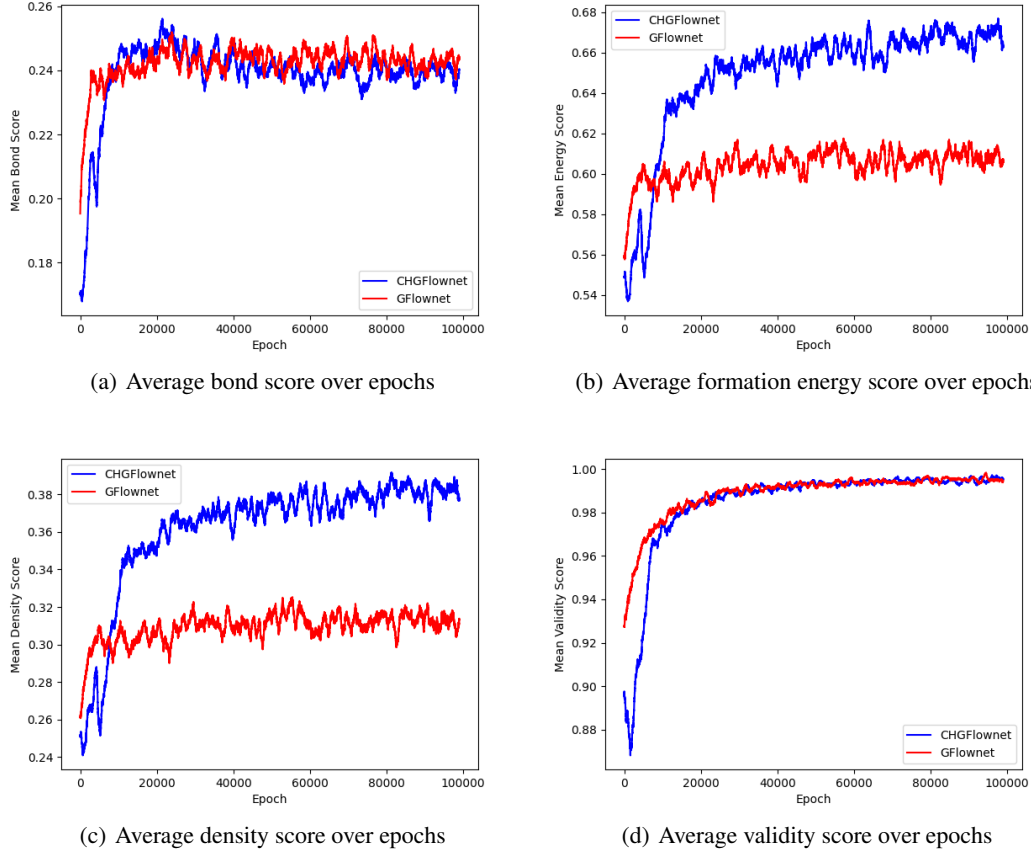 0.26
0.24
0.22
0.20
0.18
Mean Bond Score
0 20000 40000 60000 80000 100000
Epoch
CHGFlownet
GFlownet
(a) Average bond score over epochs
CHGFlownet
GFlownet
0.68
0.66
0.64
0.62
0.60
0.58
0.56
0.54
Mean Energy Score
0 20000 40000 60000 80000 100000
Epoch
(b) Average formation energy score over epochs
CHGFlownet
GFlownet
0.38
0.36
0.34
0.32
0.30
0.28
0.26
0.24
Mean Density Score
0 20000 40000 60000 80000 100000
Epoch
(c) Average density score over epochs
1.00
0.98
0.96
0.94
0.92
0.90
0.88
Mean Validity Score
0 20000 40000 60000 80000 100000
Epoch
CHGFlownet
GFlownet
(d) Average validity score over epochs